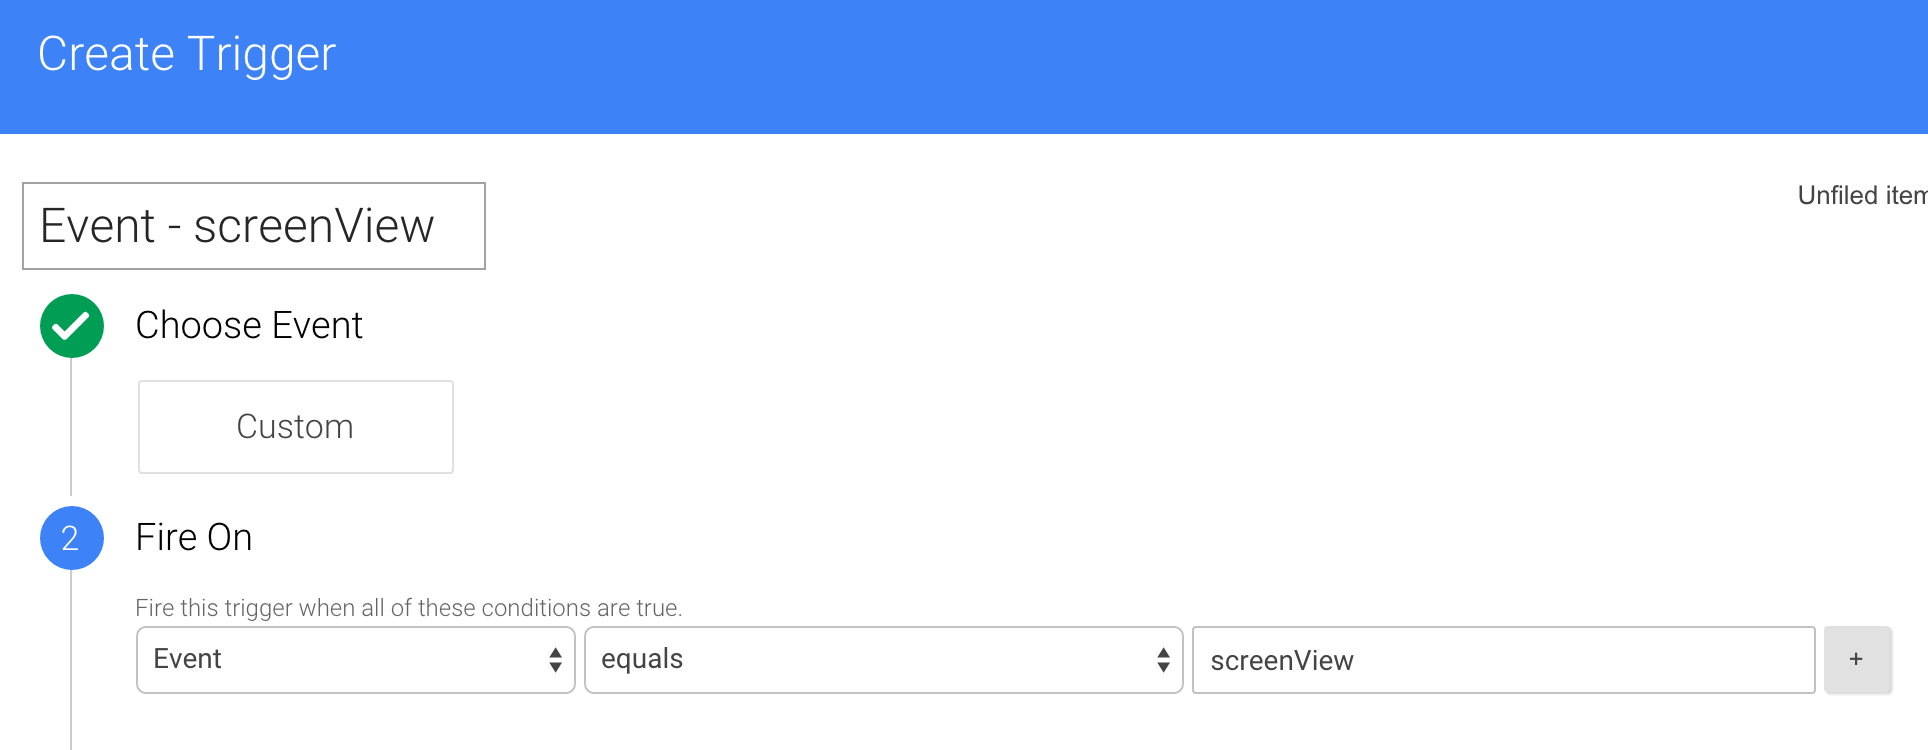 Create Trigger
Event - screenView
Unfiled item
Choose Event
Custom
2
Fire On
Fire this trigger when all of these conditions are true.
Event equals screenView +